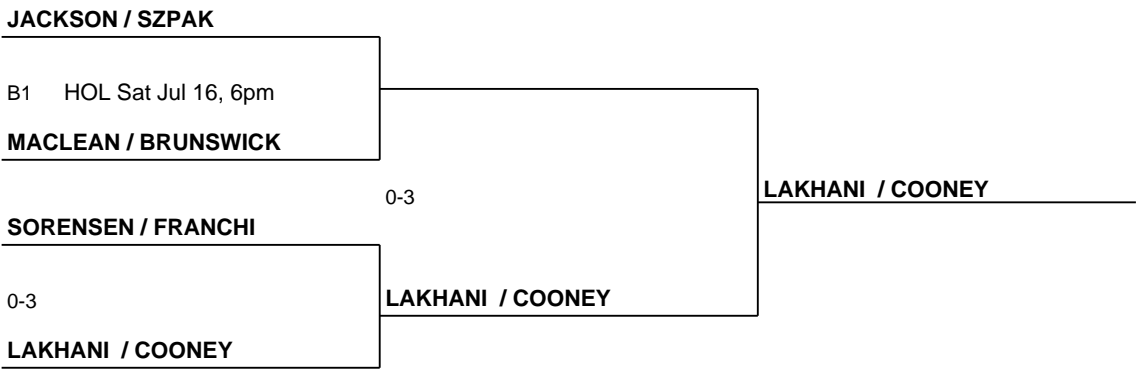 JACKSON / SZPAK
B1 HOL Sat Jul 16, 6pm
MACLEAN / BRUNSWICK
0-3
LAKHANI / COONEY
SORENSEN / FRANCHI
0-3
LAKHANI / COONEY
LAKHANI / COONEY